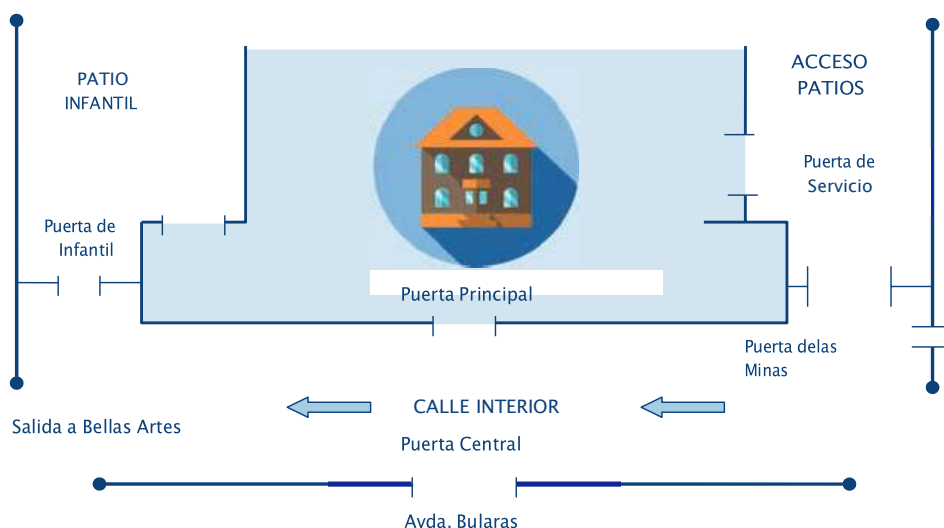 PATIO
INFANTIL
ACCESO
PATIOS
Puerta de
Servicio
Puerta de
Infantil
Puerta Principal
Puerta delas
Minas
CALLE INTERIOR
Salida a Bellas Artes
Puerta Central
Avda. Bularas